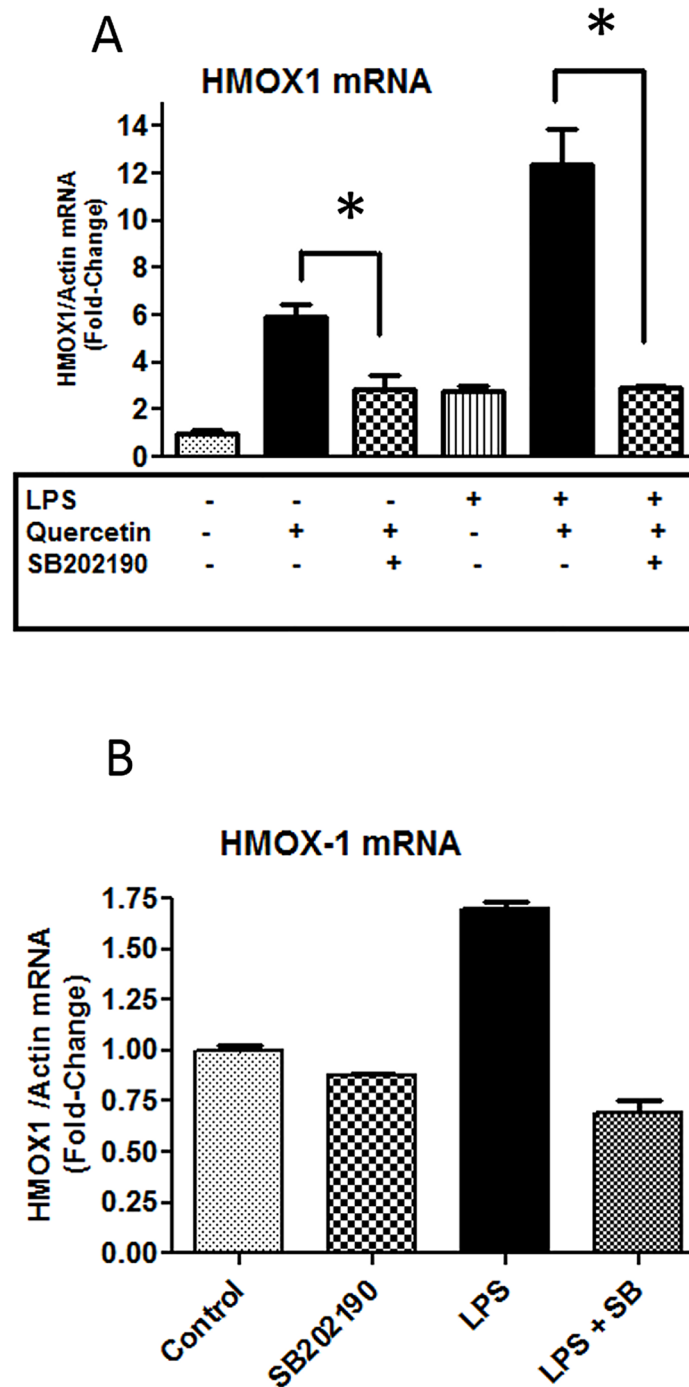 A
*
HMOX1 mRNA
*
HMOX1/Actin mRNA
(Fold-Change)
14
12
10
8
6
4
2
0
LPS - - - + + +
Quercetin - + + - + +
SB202190 - - + - - +
B
HMOX-1 mRNA
HMOX1 /Actin mRNA
(Fold-Change)
1.75
1.50
1.25
1.00
0.75
0.50
0.25
0.00
Control
SB202190
LPS
LPS + SB